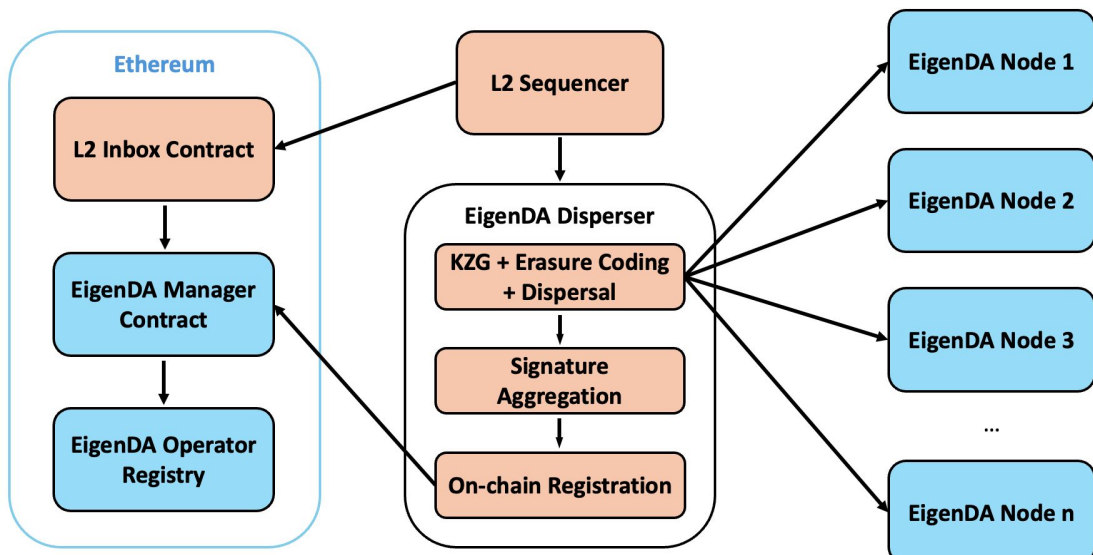 Ethereum
L2 Inbox Contract
EigenDA Manager
Contract
EigenDA Operator
Registry
L2 Sequencer
EigenDA Disperser
KZG + Erasure Coding
+ Dispersal
Signature
Aggregation
On-chain Registration
EigenDA Node 1
EigenDA Node 2
EigenDA Node 3
...
EigenDA Node n